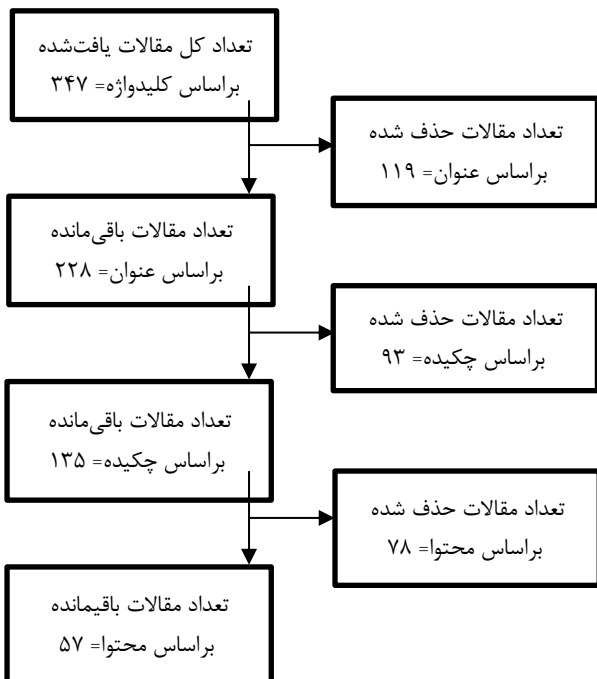 تعداد کل مقالات یافت‌شده
براساس کلیدواژه= ۳۴۷
تعداد مقالات حذف شده
براساس عنوان= ۱۱۹
تعداد مقالات باقی‌مانده
براساس عنوان= ۲۲۸
تعداد مقالات حذف شده
براساس چکیده= ۹۳
تعداد مقالات باقی‌مانده
براساس چکیده= ۱۳۵
تعداد مقالات حذف شده
براساس محتوا= ۷۸
تعداد مقالات باقیمانده
براساس محتوا= ۵۷